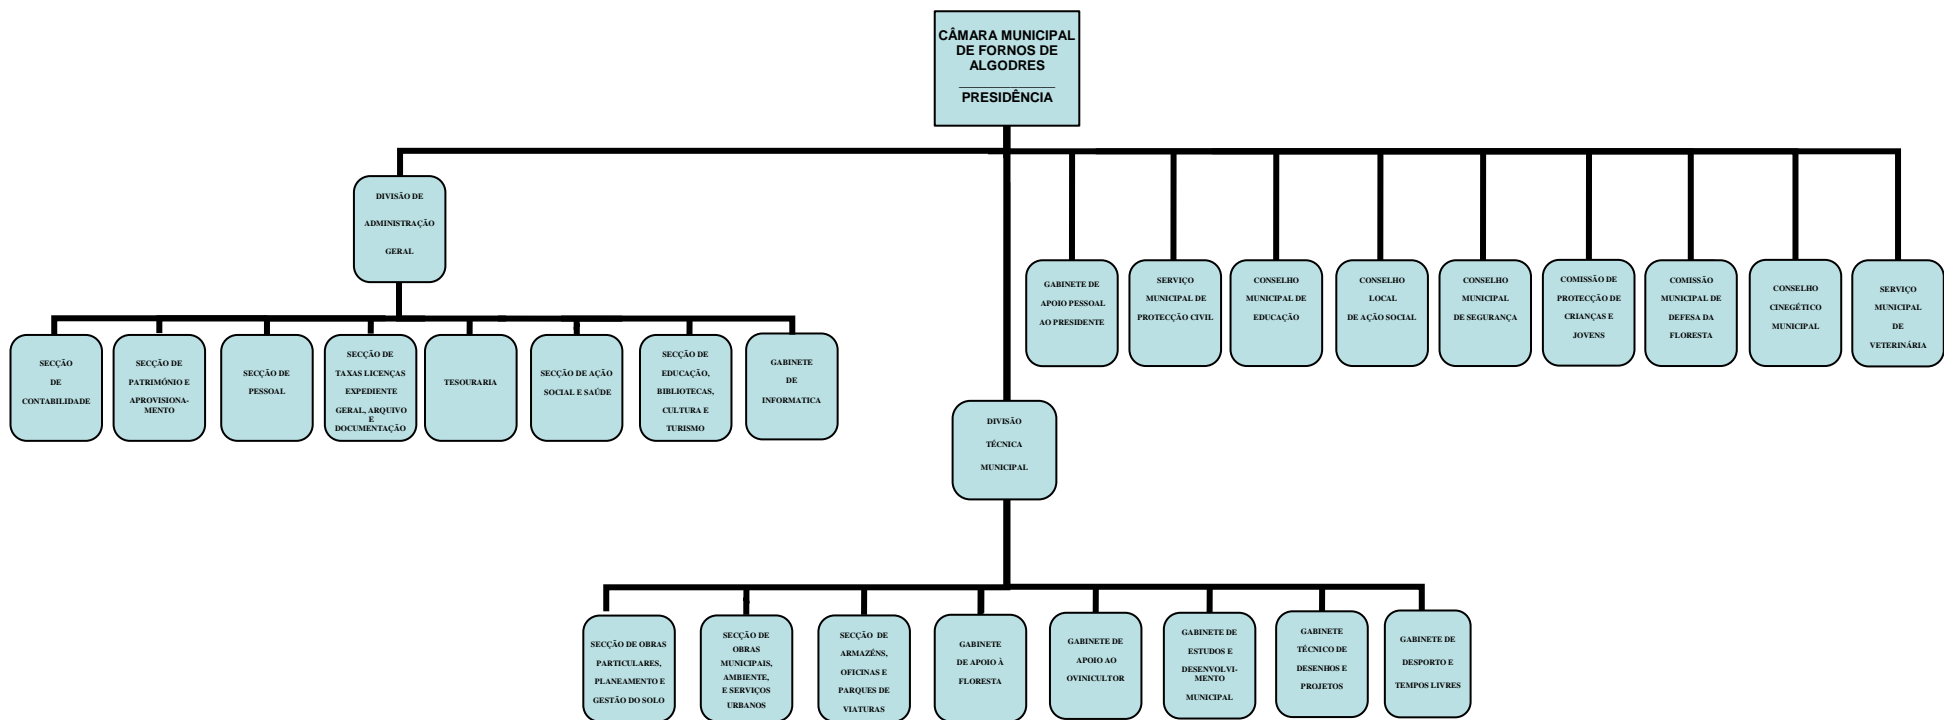 CÂMARA MUNICIPAL
DE FORNOS DE
ALGODRES
PRESIDÊNCIA
DIVISÃO DE
ADMINISTRAÇÃO
GERAL
GABINETE DE
APOIO PESSOAL
AO PRESIDENTE
SERVIÇO
MUNICIPAL DE
PROTECÇÃO CIVIL
CONSELHO
MUNICIPAL DE
EDUCAÇÃO
CONSELHO
LOCAL
DE AÇÃO SOCIAL
CONSELHO
MUNICIPAL
DE SEGURANÇA
COMISSÃO DE
PROTECÇÃO DE
CRIANÇAS E
JOVENS
COMISSÃO
MUNICIPAL DE
DEFESA DA
FLORESTA
CONSELHO
CINEGÉTICO
MUNICIPAL
SERVIÇO
MUNICIPAL
DE
VETERINÁRIA
SECÇÃO
DE
CONTABILIDADE
SECÇÃO DE
PATRIMÓNIO E
APROVISIONA-
MENTO
SECÇÃO DE
PESSOAL
SECÇÃO DE
TAXAS LICENÇAS
EXPEDIENTE
GERAL, ARQUIVO
E
DOCUMENTAÇÃO
TESOURARIA
SECÇÃO DE AÇÃO
SOCIAL E SAÚDE
SECÇÃO DE
EDUCAÇÃO,
BIBLIOTECAS,
CULTURA E
TURISMO
GABINETE
DE
INFORMATICA
DIVISÃO
TÉCNICA
MUNICIPAL
SECÇÃO DE OBRAS
PARTICULARES,
PLANEAMENTO E
GESTÃO DO SOLO
SECÇÃO DE
OBRAS
MUNICIPAIS,
AMBIENTE,
E SERVIÇOS
URBANOS
SECÇÃO DE
ARMAZÉNS,
OFICINAS E
PARQUES DE
VIATURAS
GABINETE
DE APOIO À
FLORESTA
GABINETE DE
APOIO AO
OVINICULTOR
GABINETE DE
ESTUDOS E
DESENVOLVI-
MENTO
MUNICIPAL
GABINETE
TÉCNICO DE
DESENHOS E
PROJETOS
GABINETE DE
DESPORTO E
TEMPOS LIVRES